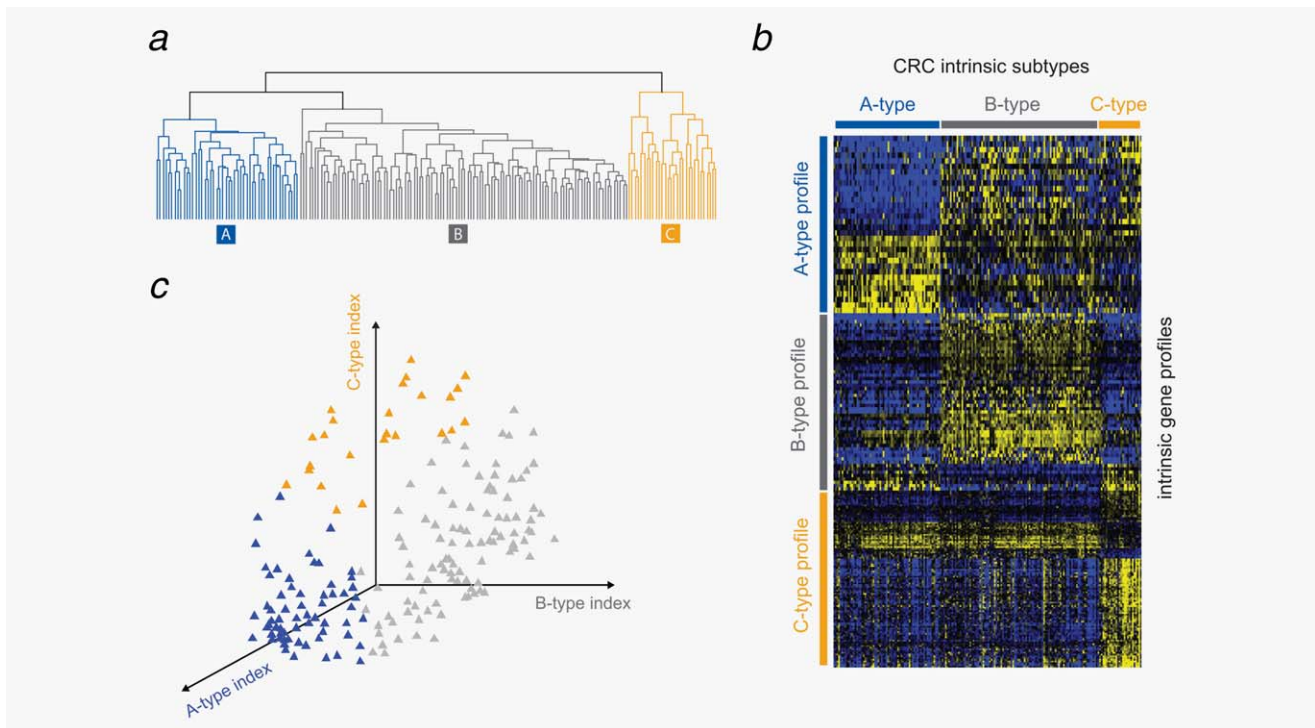 a
A
B
C
b
CRC intrinsic subtypes
A-type
B-type
C-type
A-type profile
B-type profile
C-type profile
intrinsic gene profiles
c
C-type index
B-type index
A-type index